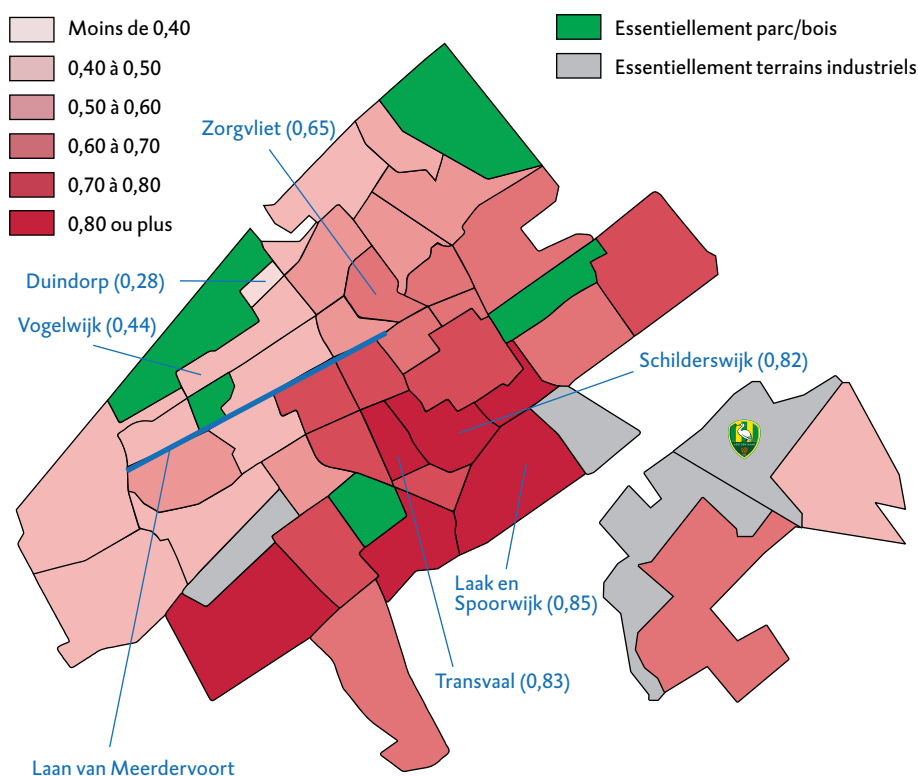 Moins de 0,40
0,40 à 0,50
0,50 à 0,60
0,60 à 0,70
0,70 à 0,80
0,80 ou plus
Essentiellement parc/bois
Essentiellement terrains industriels
Zorgvliet (0,65)
Duindorp (0,28)
Vogelwijk (0,44)
Schilderswijk (0,82)
Laak en
Spoorwijk (0,85)
Transvaal (0,83)
Laan van Meerdervoort